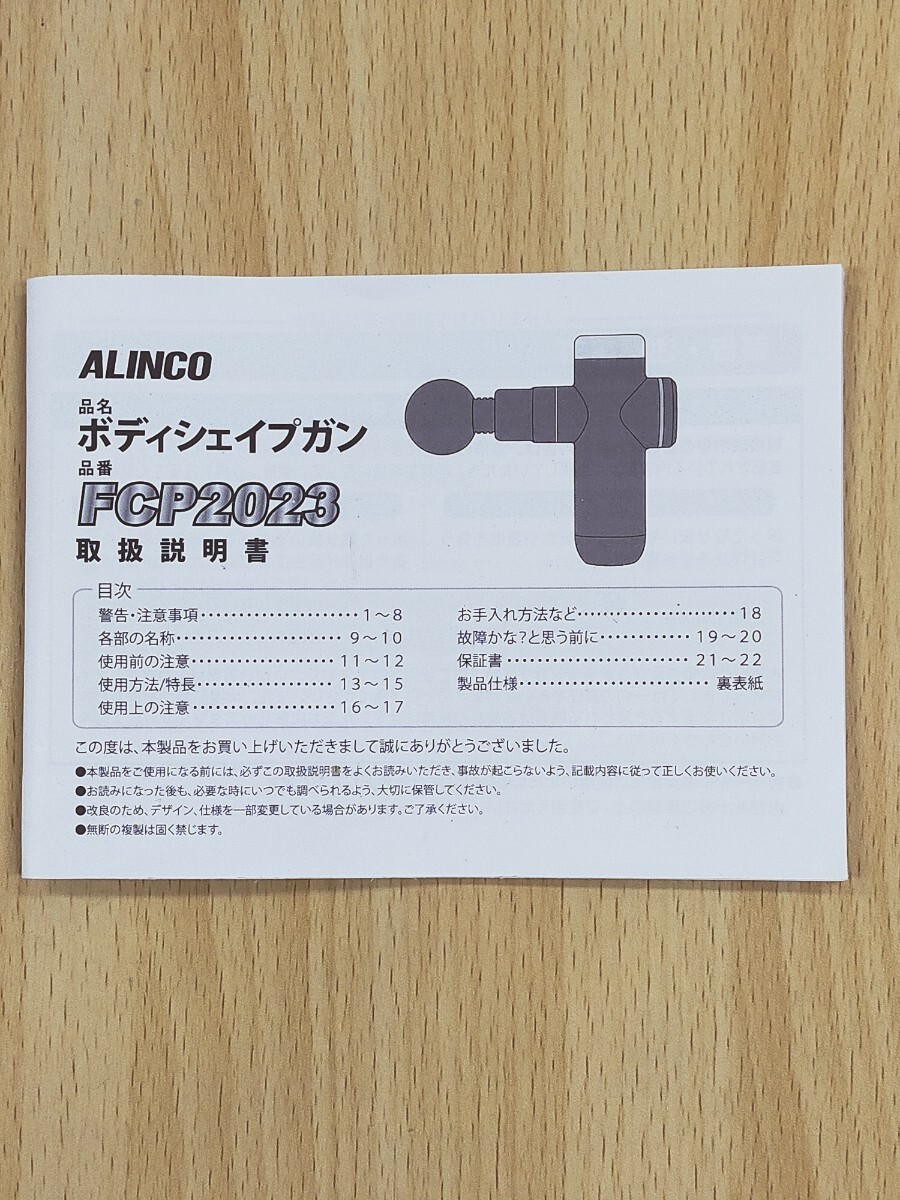 ALINCO
品名
ボディシェイプガン
品番
FCP2023
取扱説明書
目次
警告・注意事項‥‥‥‥‥‥‥‥‥‥1～8
各部の名称‥‥‥‥‥‥‥‥‥‥‥9～10
使用前の注意‥‥‥‥‥‥‥‥‥11～12
使用方法/特長‥‥‥‥‥‥‥‥‥13～15
使用上の注意‥‥‥‥‥‥‥‥‥16～17
お手入れ方法など‥‥‥‥‥‥‥‥‥‥18
故障かな?と思う前に‥‥‥‥‥‥19～20
保証書‥‥‥‥‥‥‥‥‥‥‥‥21～22
製品仕様‥‥‥‥‥‥‥‥‥‥‥‥裏表紙
この度は、本製品をお買い上げいただきまして誠にありがとうございました。
●本製品をご使用になる前には、必ずこの取扱説明書をよくお読みいただき、事故が起こらないよう、記載内容に従って正しくお使いください。
●お読みになった後も、必要な時にいつでも調べられるよう、大切に保管してください。
●改良のため、デザイン、仕様を一部変更している場合があります。ご了承ください。
●無断の複製は固く禁じます。